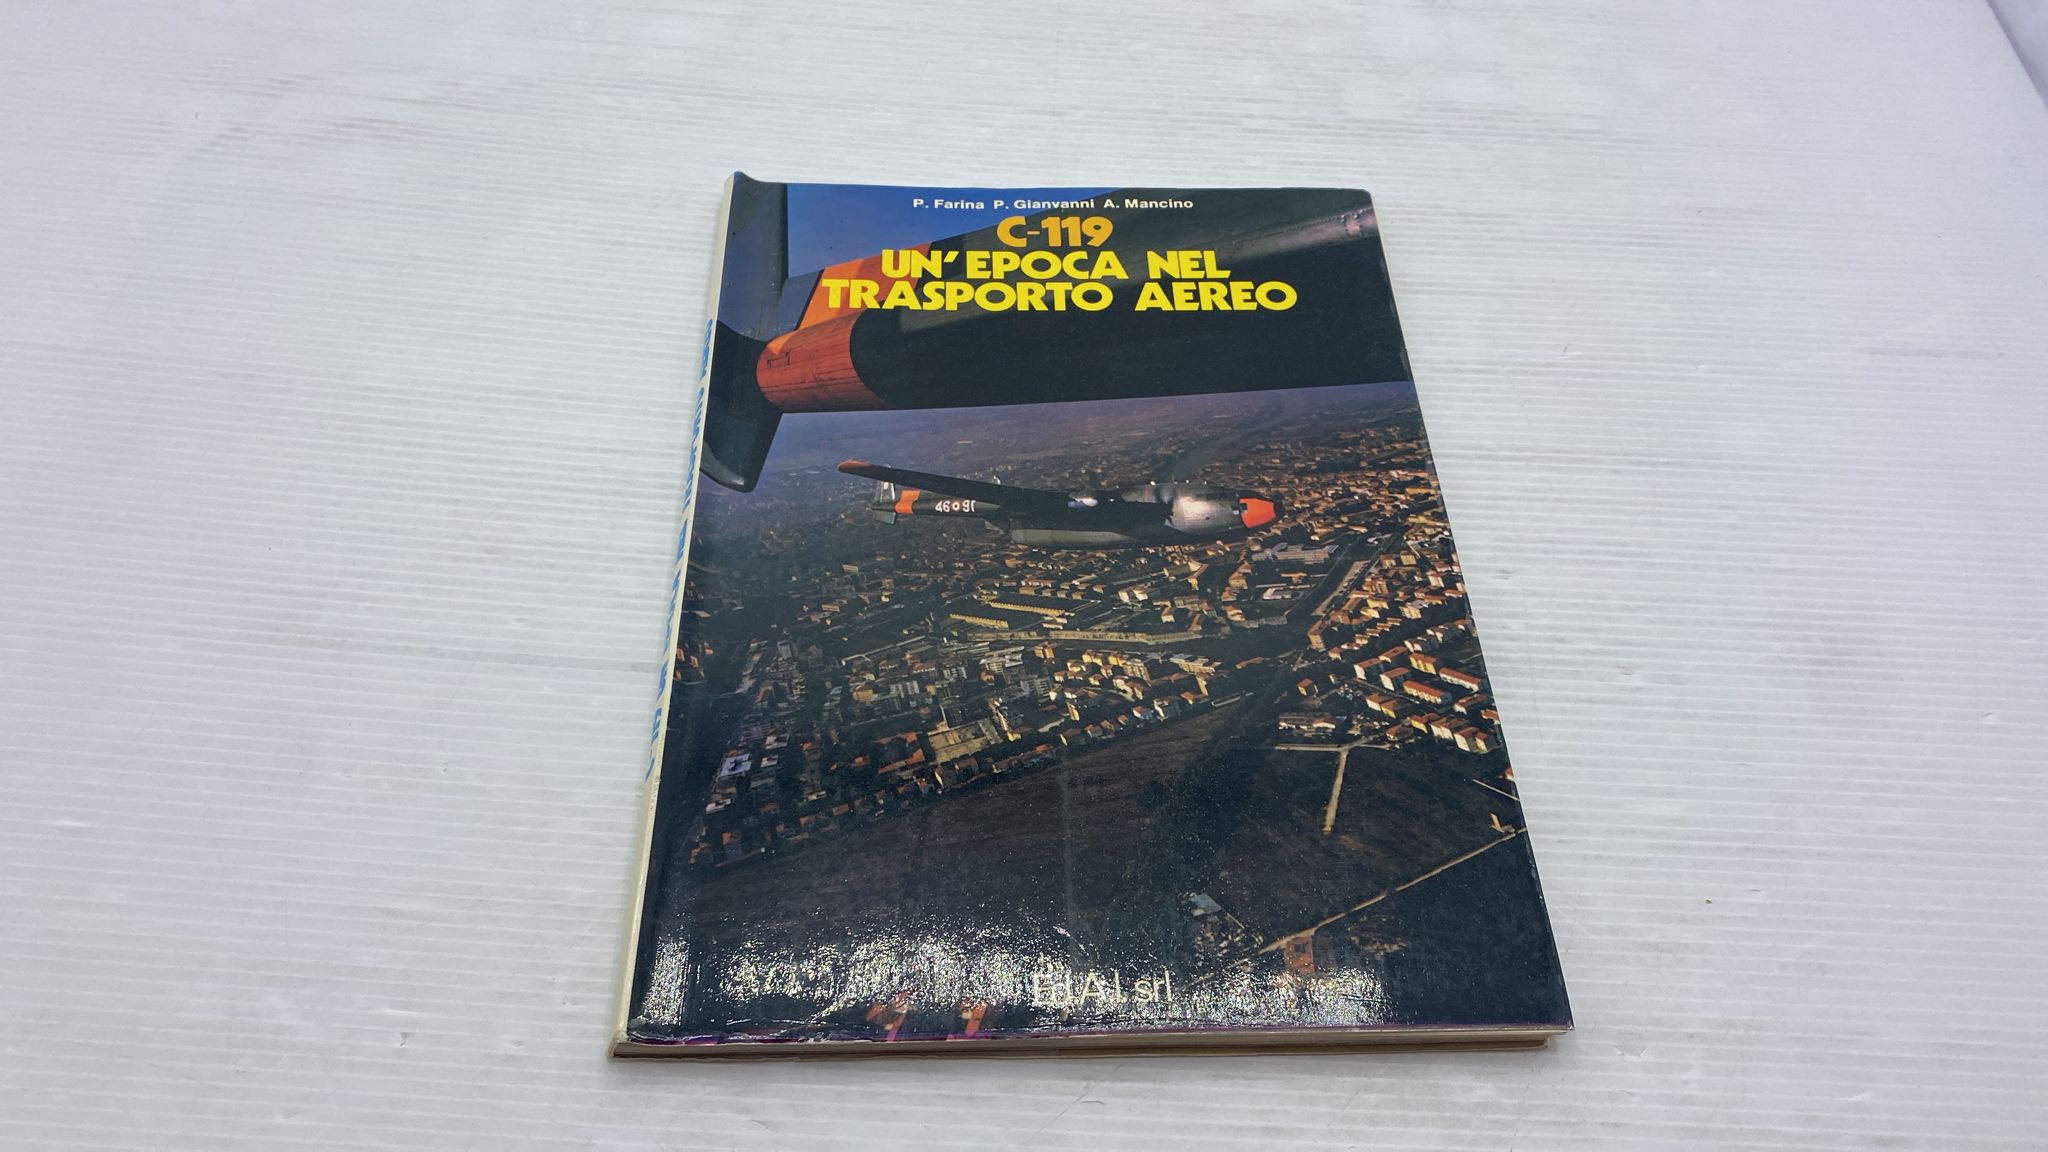 P. Farina P. Gianvanni A. Mancino
C-119
UN'EPOCA NEL
TRASPORTO AEREO
46 91
Ed.A.I. srl